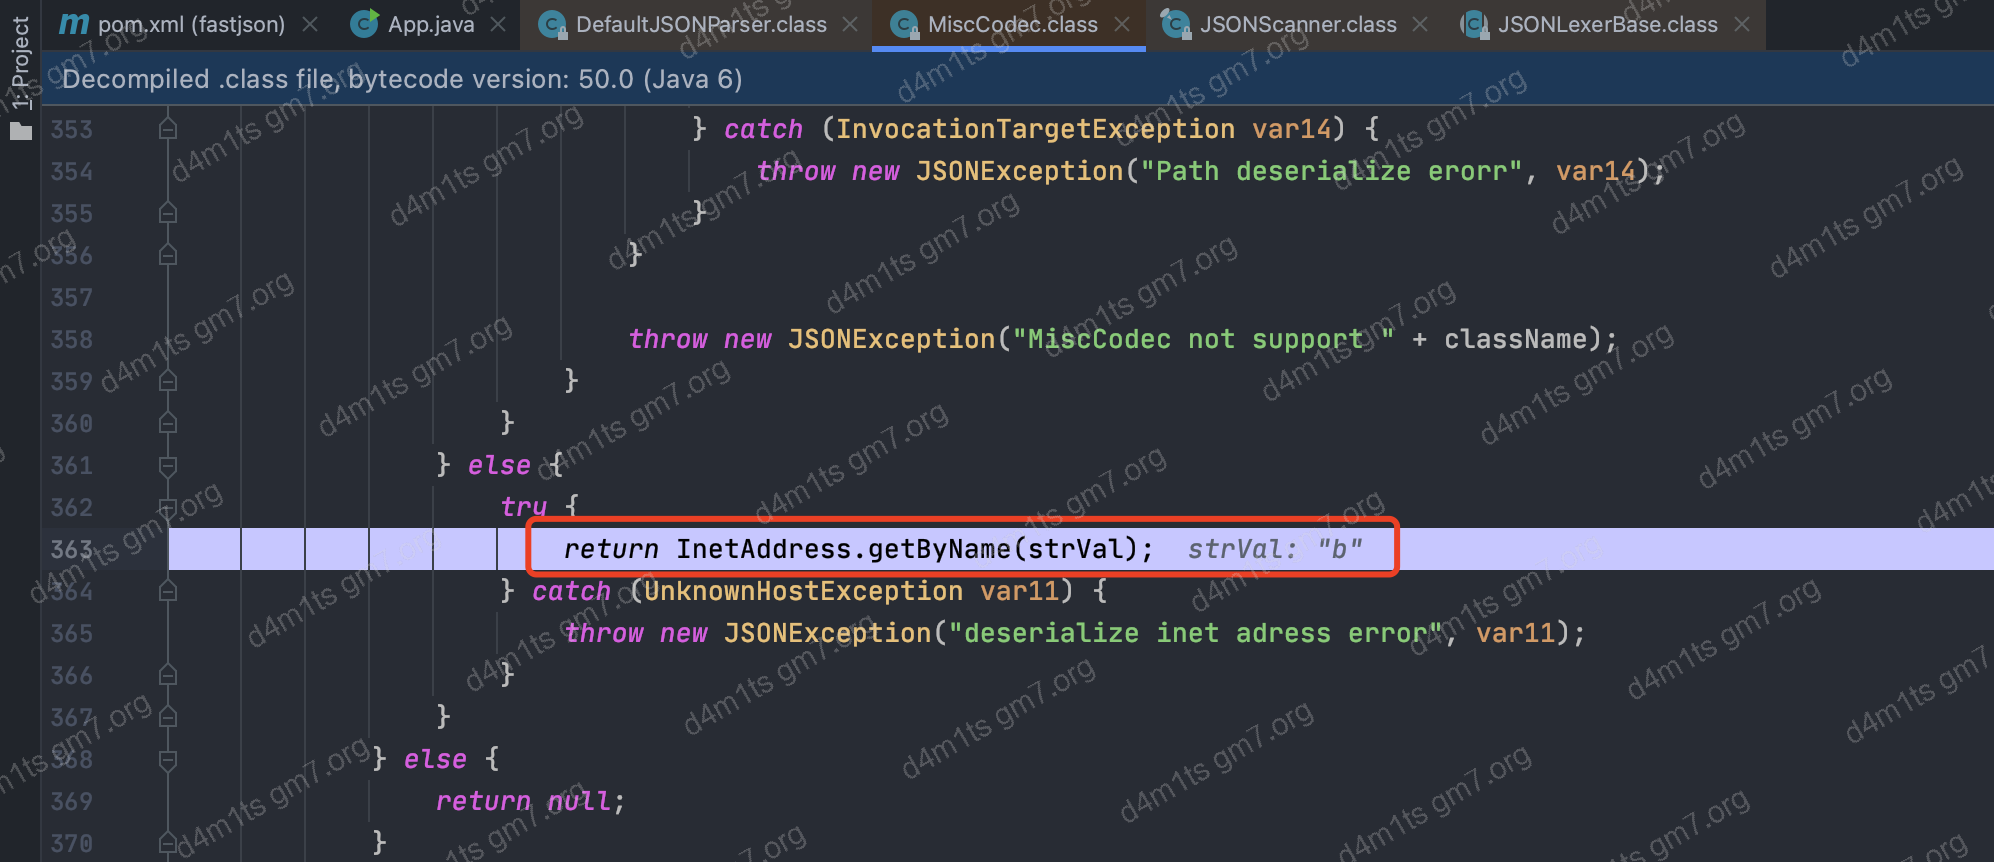 1: Project
pom.xml (fastjson)
App.java
DefaultJSONParser.class
MiscCodec.class
JSONScanner.class
JSONLexerBase.class
Decompiled .class file, bytecode version: 50.0 (Java 6)
353 } catch (InvocationTargetException var14) {
354 throw new JSONException("Path deserialize erorr", var14);
355 }
356 }
357
358 throw new JSONException("MiscCodec not support " + className);
359 }
360 }
361 } else {
362 try {
363 return InetAddress.getByName(strVal); strVal: "b"
364 } catch (UnknownHostException var11) {
365 throw new JSONException("deserialize inet adress error", var11);
366 }
367 }
368 } else {
369 return null;
370 }
d4m1ts gm7.org